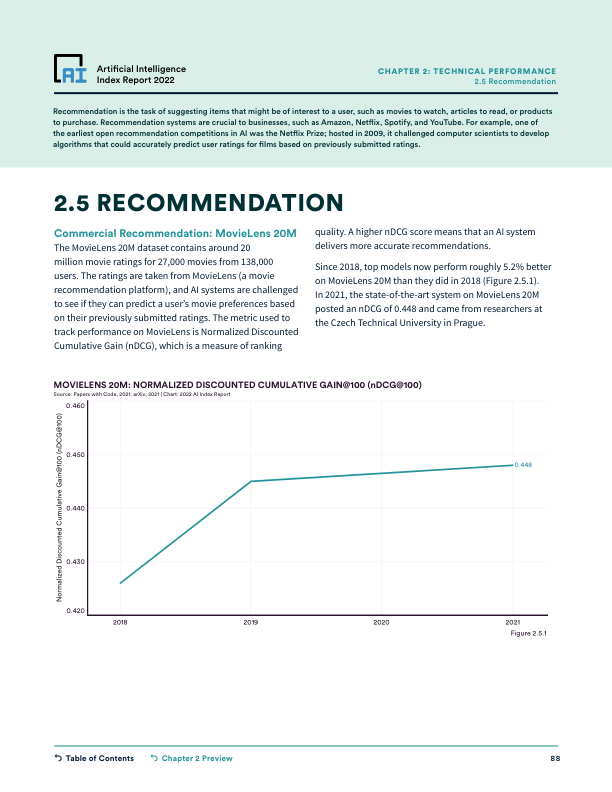 AI
Artificial Intelligence
Index Report 2022
CHAPTER 2: TECHNICAL PERFORMANCE
2.5 Recommendation
Recommendation is the task of suggesting items that might be of interest to a user, such as movies to watch, articles to read, or products
to purchase. Recommendation systems are crucial to businesses, such as Amazon, Netflix, Spotify, and YouTube. For example, one of
the earliest open recommendation competitions in AI was the Netflix Prize; hosted in 2009, it challenged computer scientists to develop
algorithms that could accurately predict user ratings for films based on previously submitted ratings.
2.5 RECOMMENDATION
Commercial Recommendation: MovieLens 20M
The MovieLens 20M dataset contains around 20
million movie ratings for 27,000 movies from 138,000
users. The ratings are taken from MovieLens (a movie
recommendation platform), and AI systems are challenged
to see if they can predict a user's movie preferences based
on their previously submitted ratings. The metric used to
track performance on MovieLens is Normalized Discounted
Cumulative Gain (nDCG), which is a measure of ranking
quality. A higher nDCG score means that an AI system
delivers more accurate recommendations.
Since 2018, top models now perform roughly 5.2% better
on MovieLens 20M than they did in 2018 (Figure 2.5.1).
In 2021, the state-of-the-art system on MovieLens 20M
posted an nDCG of 0.448 and came from researchers at
the Czech Technical University in Prague.
MOVIELENS 20M: NORMALIZED DISCOUNTED CUMULATIVE GAIN@100 (nDCG@100)
Source: Papers with Code, 2021; arXiv, 2021 | Chart: 2022 AI Index Report
Normalized Discounted Cumulative Gain@100 (nDCG@100)
0.460
0.450
0.440
0.430
0.420
0.448
2018
2019
2020
2021
Figure 2.5.1
Table of Contents
Chapter 2 Preview
88